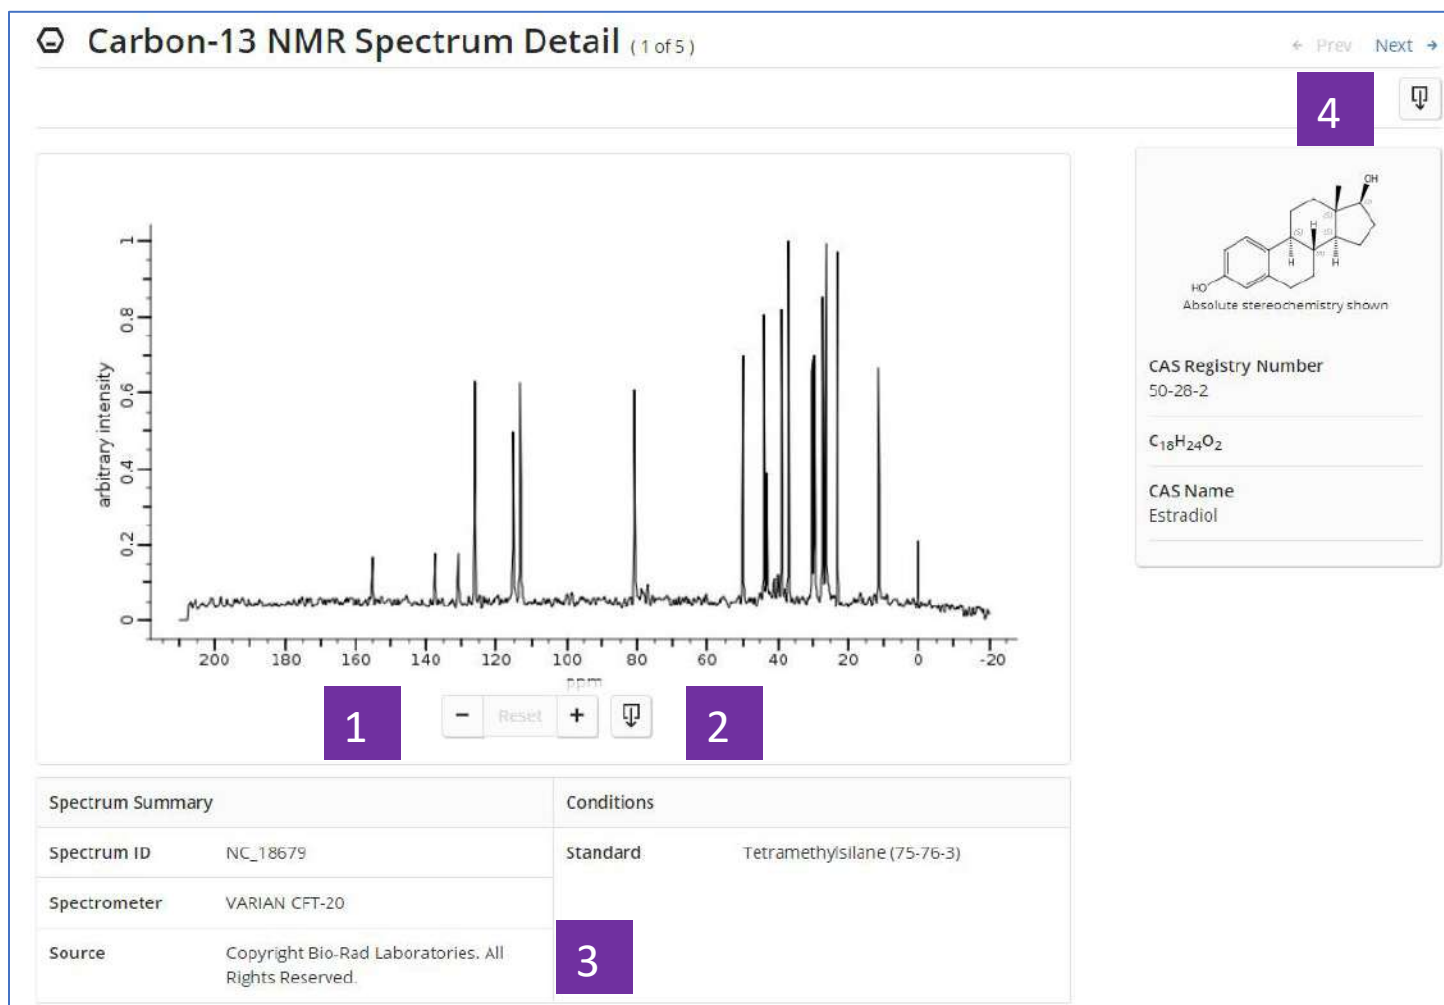 Carbon-13 NMR Spectrum Detail (1 of 5)
← Prev Next →
4
OH
(S)
(S)
(S)
(R)
H
H
H
HO
Absolute stereochemistry shown
CAS Registry Number
50-28-2
C18H24O2
CAS Name
Estradiol
arbitrary intensity
1
0.8
0.6
0.4
0.2
0
200 180 160 140 120 100 80 60 40 20 0 -20
ppm
1
− Reset +
2
Spectrum Summary
Conditions
Spectrum ID NC_18679
Standard Tetramethylsilane (75-76-3)
Spectrometer VARIAN CFT-20
Source Copyright Bio-Rad Laboratories. All
Rights Reserved.
3